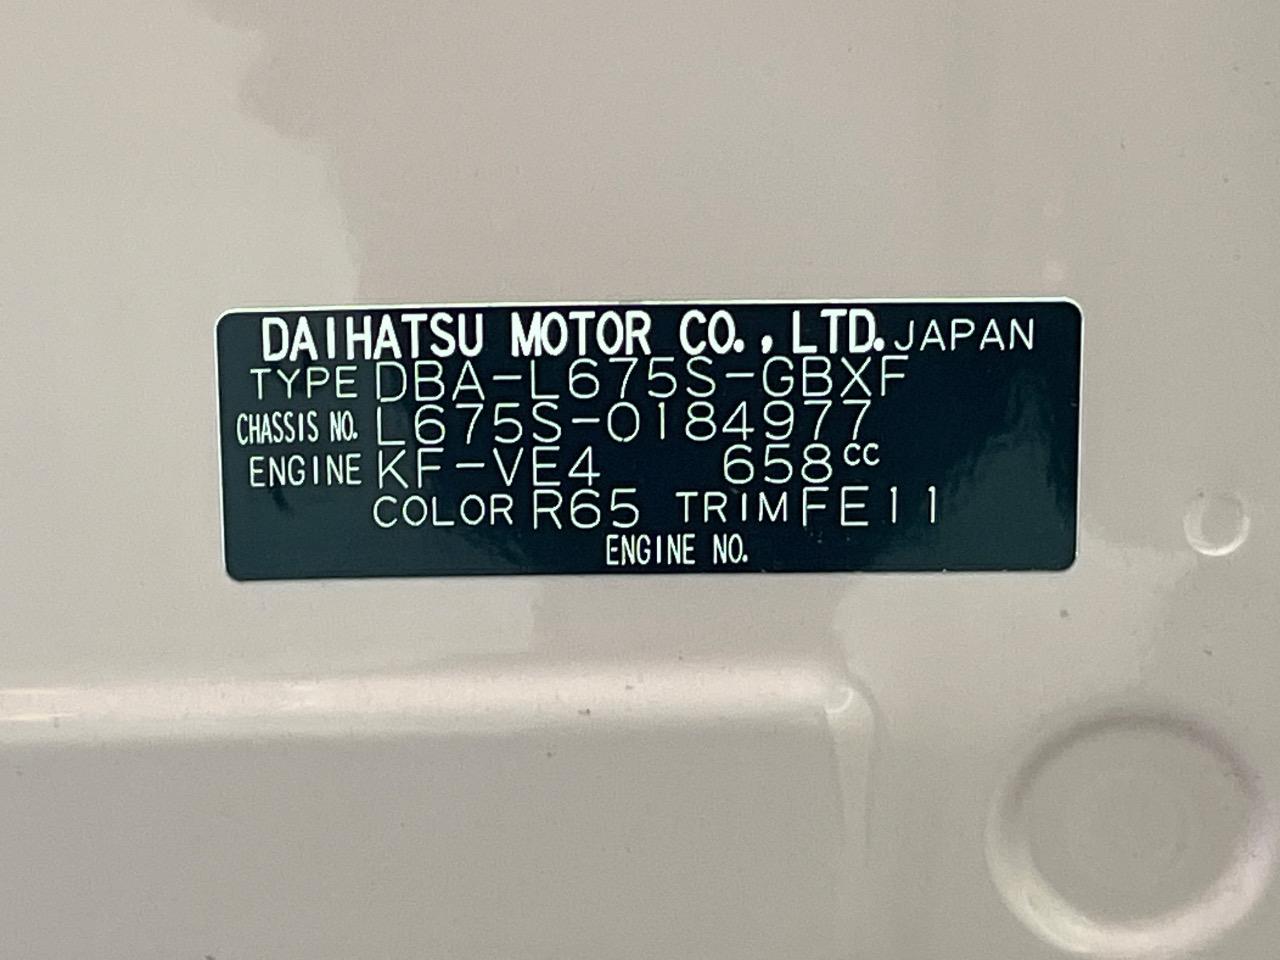 DAIHATSU MOTOR CO., LTD. JAPAN
TYPE DBA-L675S-GBXF
CHASSIS NO. L675S-0184977
ENGINE KF-VE4 658cc
COLOR R65 TRIM FE11
ENGINE NO.